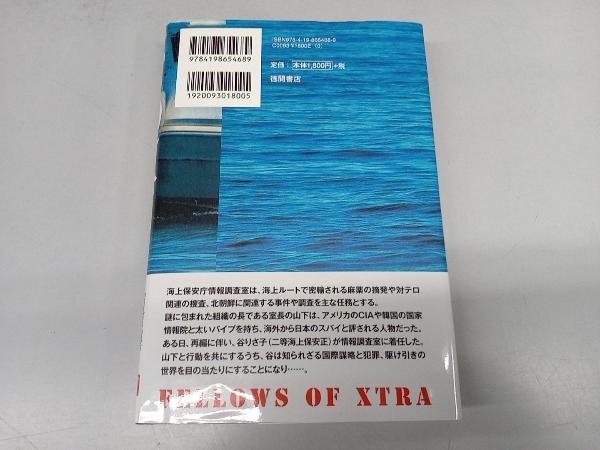 ISBN978-4-19-865468-9
C0093 ¥1800E (0)
定価：本体1,800円+税
徳間書店
9784198654689
1920093018005
海上保安庁情報調査室は、海上ルートで密輸される麻薬の摘発や対テロ
関連の捜査、北朝鮮に関連する事件や調査を主な任務とする。
謎に包まれた組織の長である室長の山下は、アメリカのCIAや韓国の国家
情報院と太いパイプを持ち、海外から日本のスパイと評される人物だった。
ある日、再編に伴い、谷りさ子（二等海上保安正）が情報調査室に着任した。
山下と行動を共にするうち、谷は知られざる国際謀略と犯罪、駆け引きの
世界を目の当たりにすることになり……。
FELLOWS OF XTRA